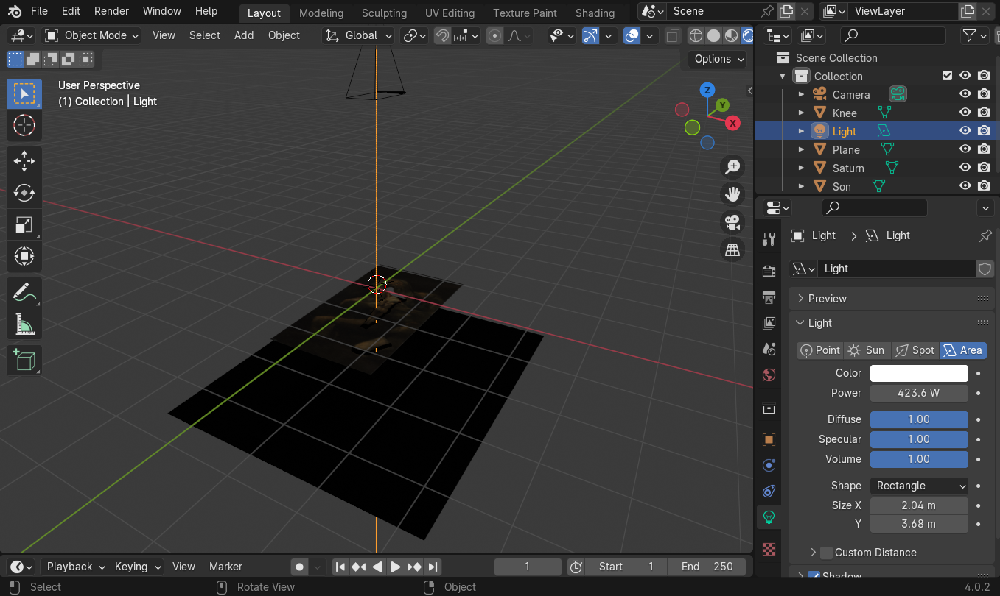 File Edit Render Window Help Layout Modeling Sculpting UV Editing Texture Paint Shading Scene ViewLayer
Object Mode View Select Add Object Global
Options
User Perspective
(1) Collection | Light
Z
Y
X
Scene Collection
Collection
Camera
Knee
Light
Plane
Saturn
Son
Light > Light
Light
Preview
Light
Point Sun Spot Area
Color
Power 423.6 W
Diffuse 1.00
Specular 1.00
Volume 1.00
Shape Rectangle
Size X 2.04 m
Y 3.68 m
Custom Distance
Shadow
Playback Keying View Marker 1 Start 1 End 250
Select Rotate View Object 4.0.2